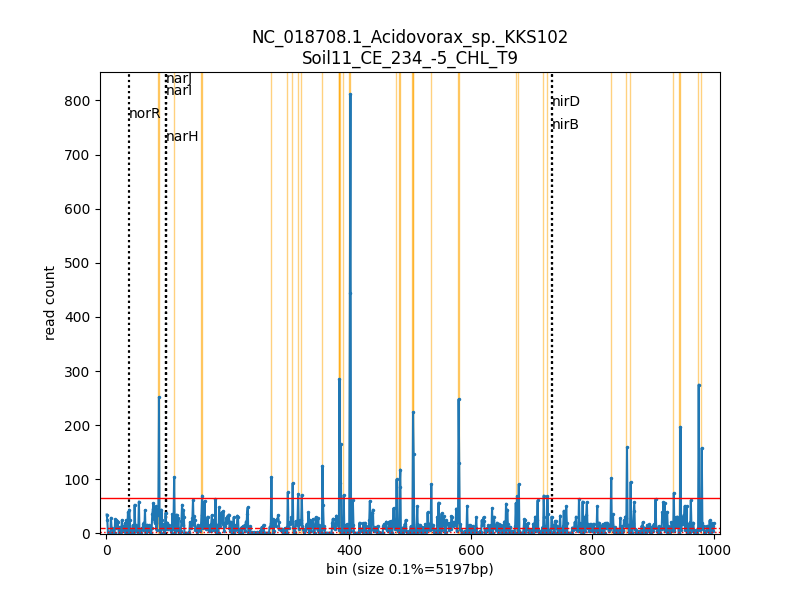 NC_018708.1_Acidovorax_sp._KKS102
Soil11_CE_234_-5_CHL_T9
narJ
narI
norR
narH
nirD
nirB
800
700
600
500
400
300
200
100
0
read count
0 200 400 600 800 1000
bin (size 0.1%=5197bp)